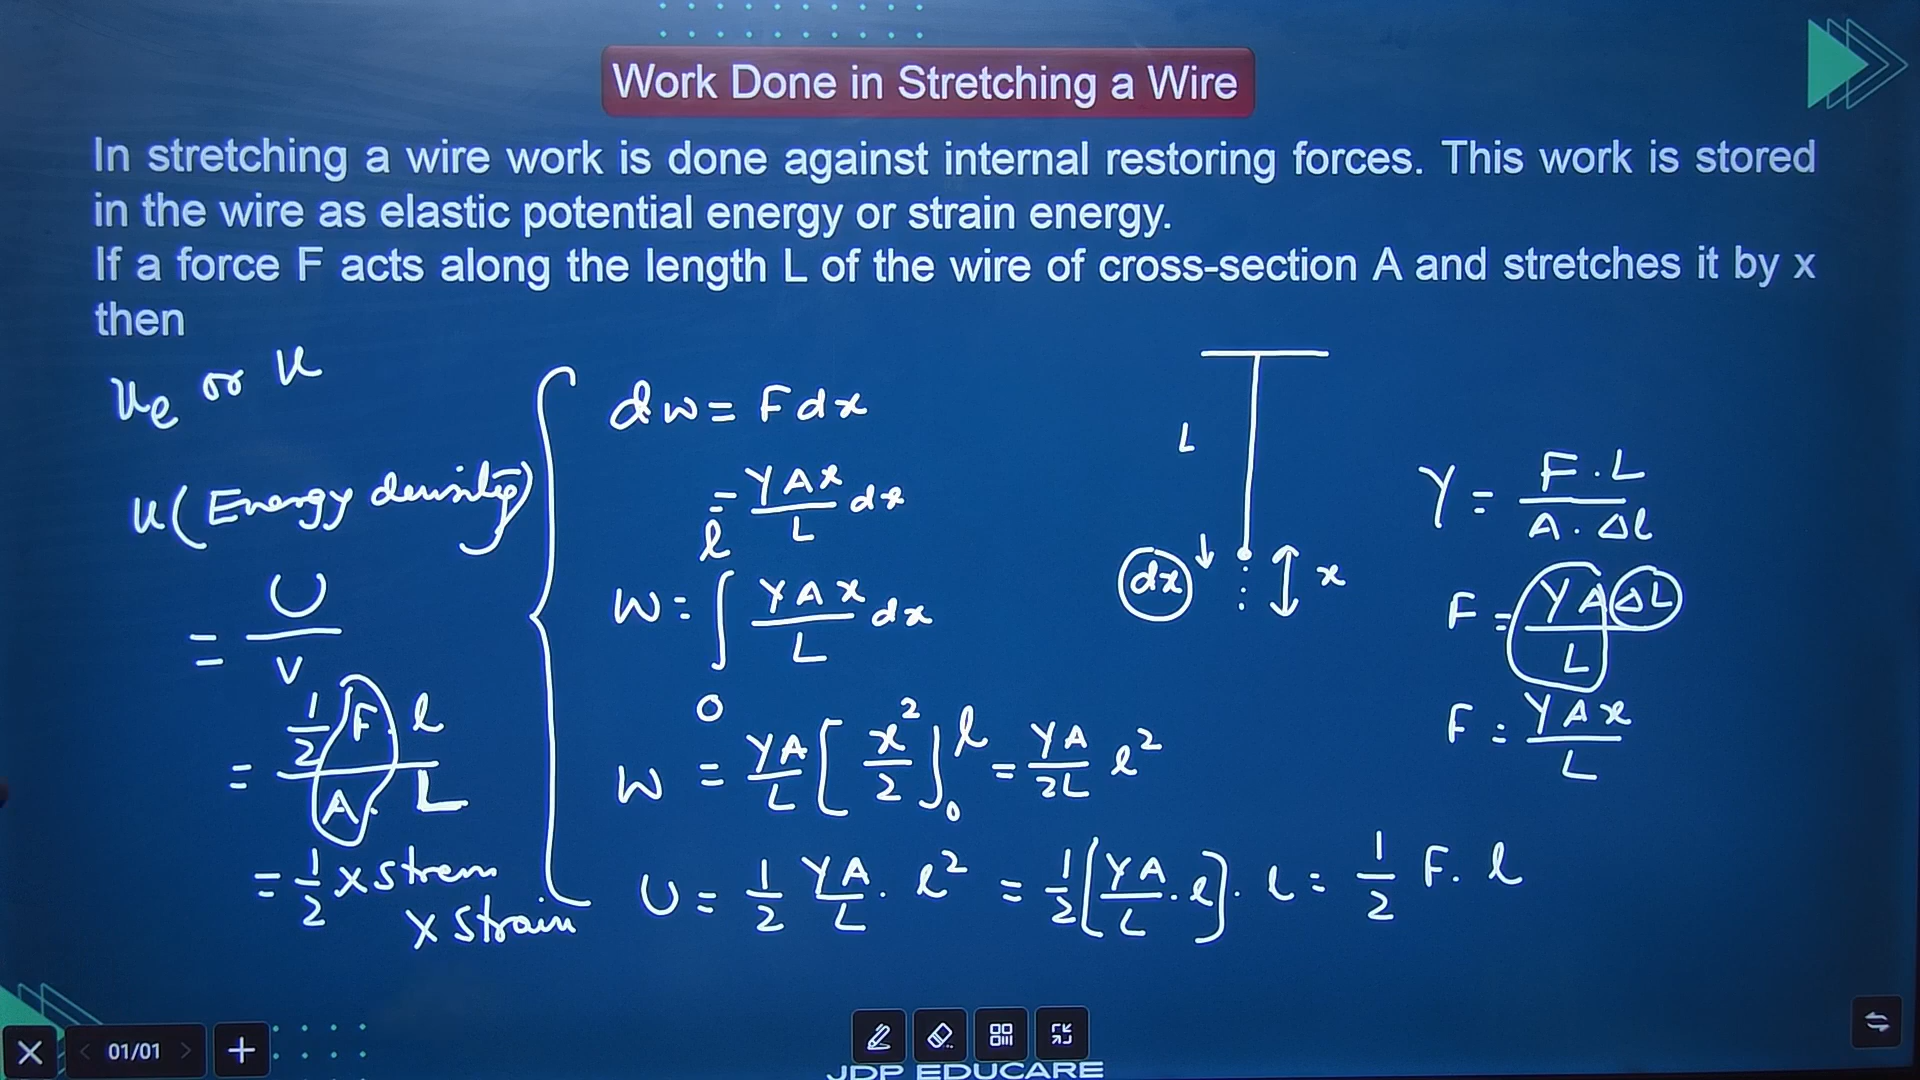 Work Done in Stretching a Wire
In stretching a wire work is done against internal restoring forces. This work is stored
in the wire as elastic potential energy or strain energy.
If a force F acts along the length L of the wire of cross-section A and stretches it by x
then
u_e or u
u (Energy density)
= U / V
= 1/2 F. l / A. L
= 1/2 x stress
x strain
dw = F dx
= YAx / L dx
W = ∫_0^l YAx / L dx
W = YA / L [x² / 2]_0^l = YA / 2L l²
U = 1/2 YA / L . l² = 1/2 [YA / L . l] . l = 1/2 F. l
L
dx
x
Y = F . L / A . Δl
F = YAΔL / L
F = YAx / L
01/01
JDP EDUCARE